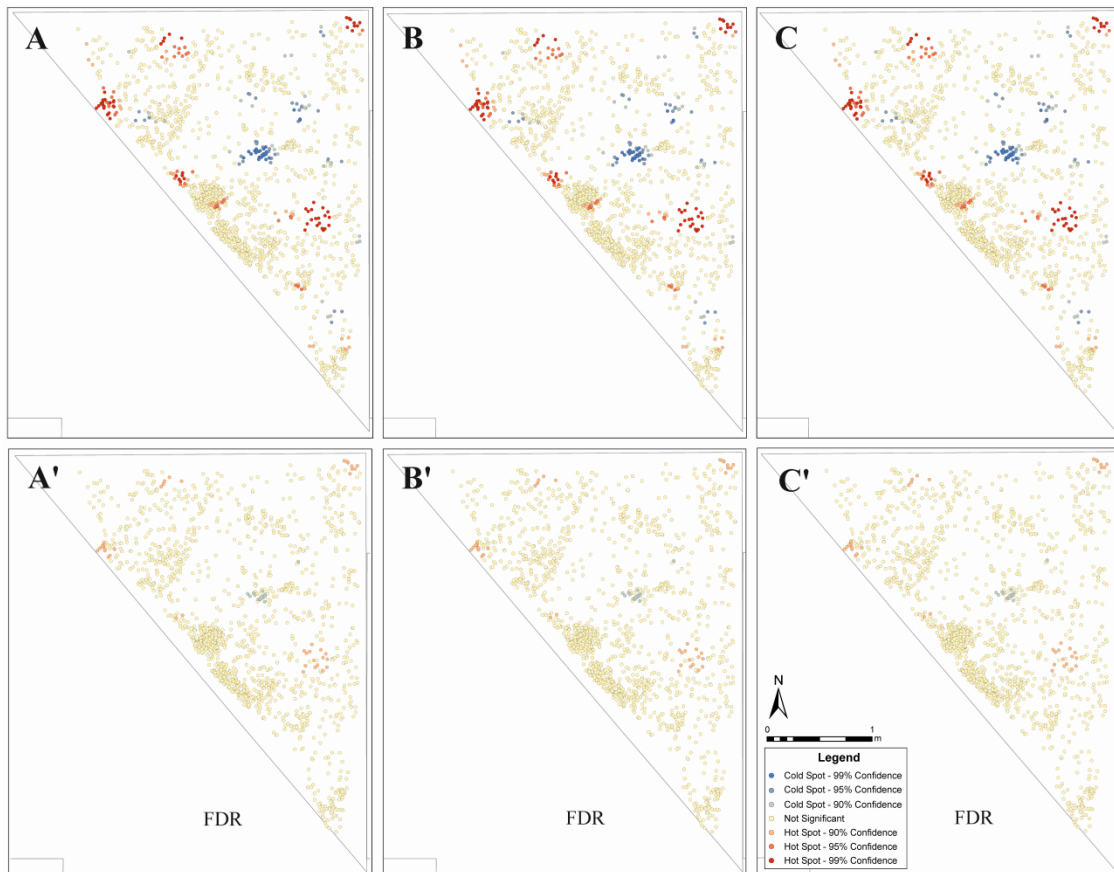 A
B
C
A'
B'
C'
N
0
1
m
Legend
Cold Spot - 99% Confidence
Cold Spot - 95% Confidence
Cold Spot - 90% Confidence
Not Significant
Hot Spot - 90% Confidence
Hot Spot - 95% Confidence
Hot Spot - 99% Confidence
FDR
FDR
FDR